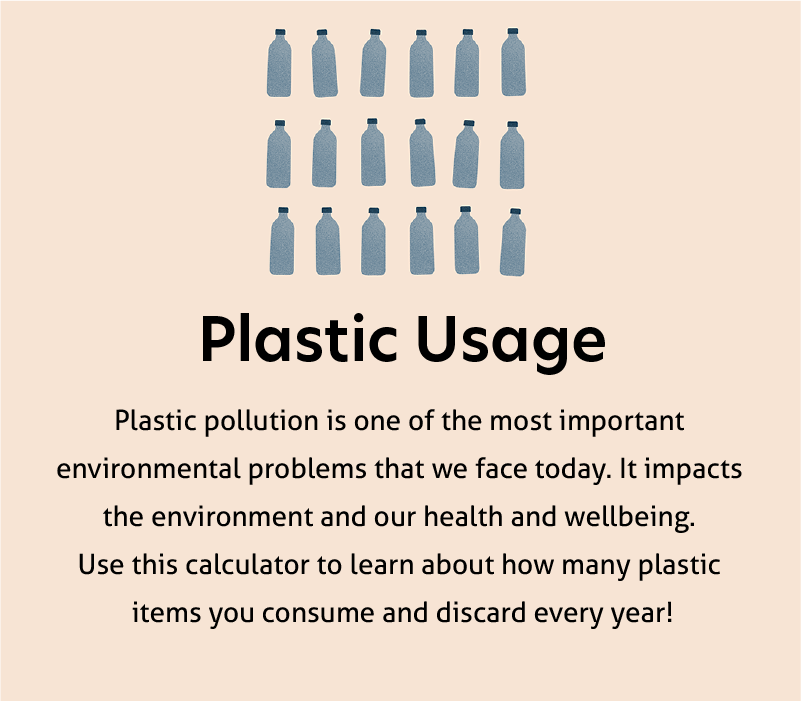 Plastic Usage
Plastic pollution is one of the most important
environmental problems that we face today. It impacts
the environment and our health and wellbeing.
Use this calculator to learn about how many plastic
items you consume and discard every year!